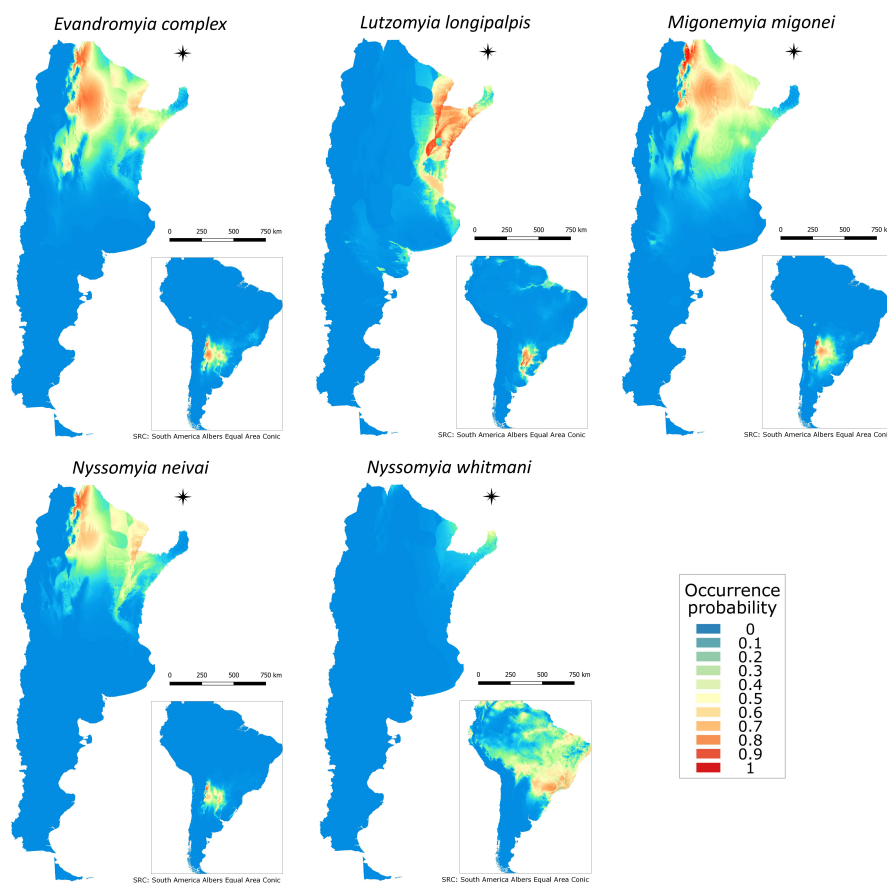 Evandromyia complex
Lutzomyia longipalpis
Migonemyia migonei
0 250 500 750 km
0 250 500 750 km
0 250 500 750 km
SRC: South America Albers Equal Area Conic
SRC: South America Albers Equal Area Conic
SRC: South America Albers Equal Area Conic
Nyssomyia neivai
Nyssomyia whitmani
0 250 500 750 km
0 250 500 750 km
SRC: South America Albers Equal Area Conic
SRC: South America Albers Equal Area Conic
Occurrence
probability
0
0.1
0.2
0.3
0.4
0.5
0.6
0.7
0.8
0.9
1